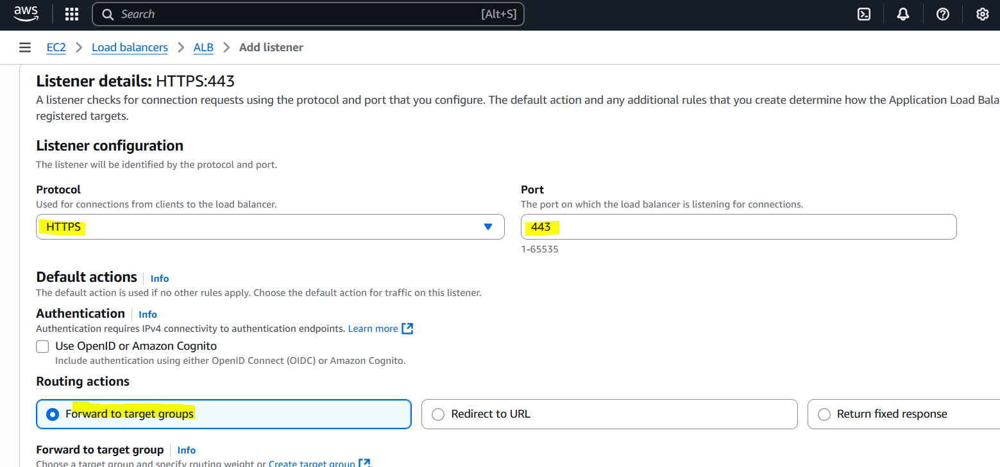 aws
Search [Alt+S]
EC2 > Load balancers > ALB > Add listener
Listener details: HTTPS:443
A listener checks for connection requests using the protocol and port that you configure. The default action and any additional rules that you create determine how the Application Load Bala
registered targets.
Listener configuration
The listener will be identified by the protocol and port.
Protocol
Used for connections from clients to the load balancer.
HTTPS
Port
The port on which the load balancer is listening for connections.
443
1-65535
Default actions | Info
The default action is used if no other rules apply. Choose the default action for traffic on this listener.
Authentication | Info
Authentication requires IPv4 connectivity to authentication endpoints. Learn more
Use OpenID or Amazon Cognito
Include authentication using either OpenID Connect (OIDC) or Amazon Cognito.
Routing actions
Forward to target groups
Redirect to URL
Return fixed response
Forward to target group | Info
Choose a target group and specify routing weight or Create target group.